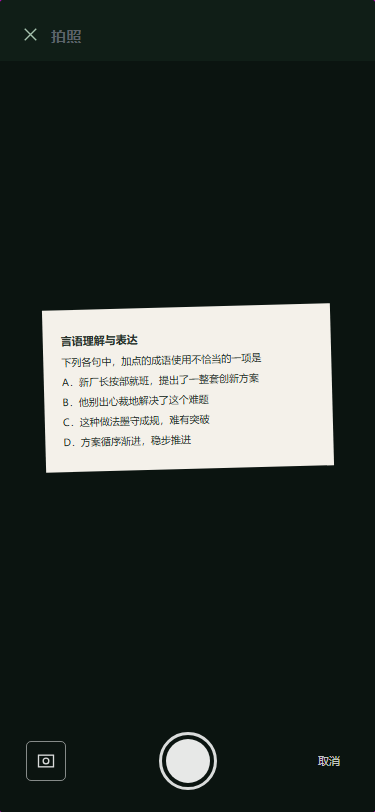 拍照
言语理解与表达
下列各句中，加点的成语使用不恰当的一项是
A．新厂长按部就班，提出了一整套创新方案
B．他别出心裁地解决了这个难题
C．这种做法墨守成规，难有突破
D．方案循序渐进，稳步推进
取消